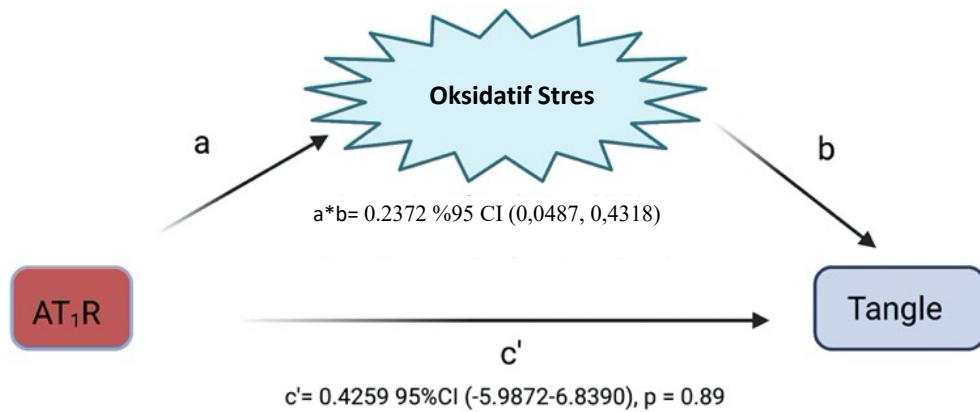 Oksidatif Stres
a
b
a*b= 0.2372 %95 CI (0,0487, 0,4318)
AT₁R
Tangle
c'
c'= 0.4259 95%CI (-5.9872-6.8390), p = 0.89